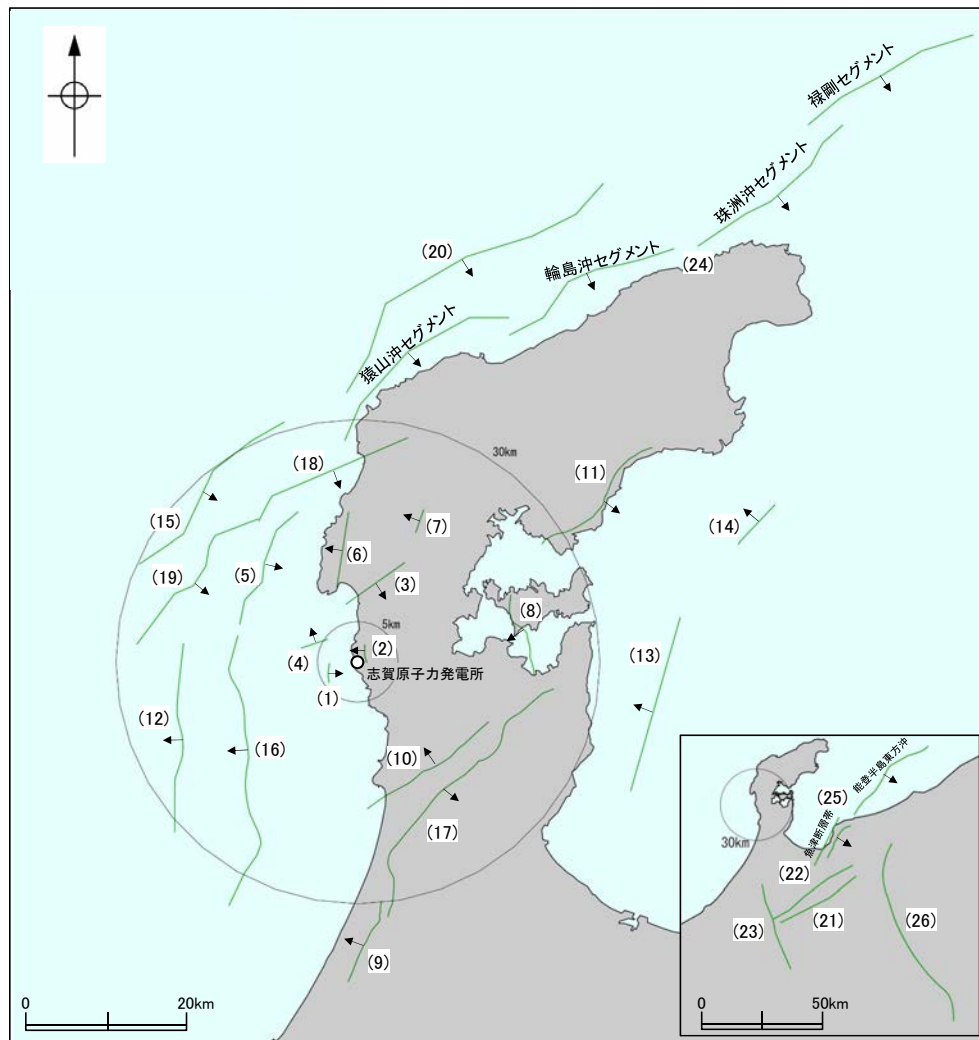 禄剛セグメント
珠洲沖セグメント
(20)
輪島沖セグメント
(24)
猿山沖セグメント
30km
(18)
(11)
(15)
(7)
(14)
(6)
(19)
(5)
(3)
5km
(8)
(2)
(4)
志賀原子力発電所
(1)
(13)
(12)
(16)
(10)
(17)
(9)
0
20km
能登半島東方沖
(25)
魚津断層帯
30km
(22)
(21)
(26)
(23)
0
50km